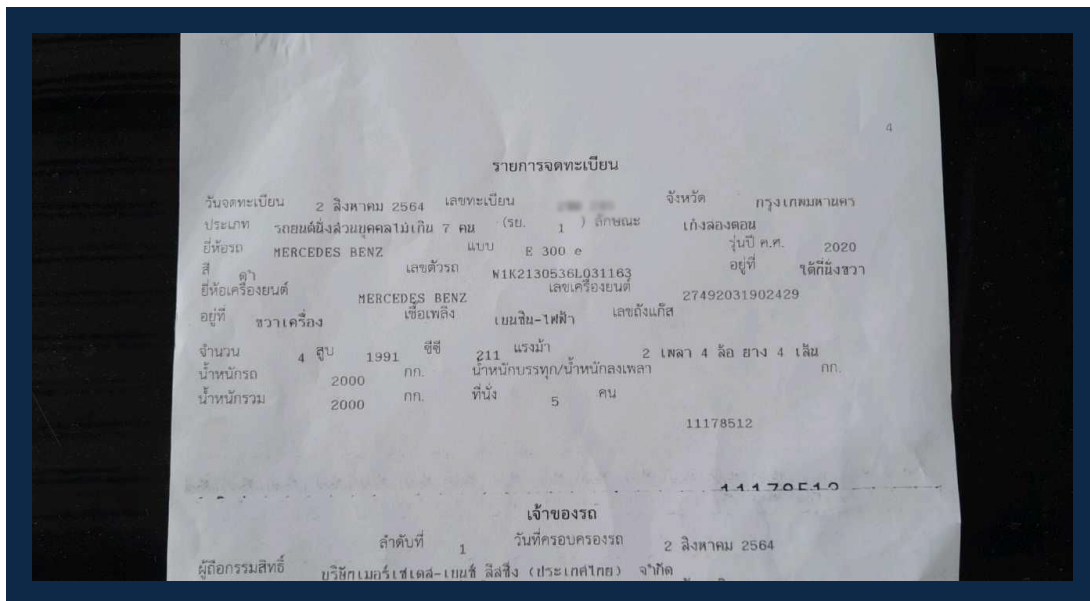 4
รายการจดทะเบียน
วันจดทะเบียน 2 สิงหาคม 2564 เลขทะเบียน จังหวัด กรุงเทพมหานคร
ประเภท รถยนต์นั่งส่วนบุคคลไม่เกิน 7 คน (รย. 1 ) ลักษณะ เก๋งสองตอน
ยี่ห้อรถ MERCEDES BENZ แบบ E 300 e รุ่นปี ค.ศ. 2020
สี ดำ เลขตัวรถ W1K2130536L031163 อยู่ที่ ใต้ที่นั่งขวา
ยี่ห้อเครื่องยนต์ MERCEDES BENZ เลขเครื่องยนต์ 27492031902429
อยู่ที่ ขวาเครื่อง เชื้อเพลิง เบนซิน-ไฟฟ้า เลขถังแก๊ส
จำนวน 4 สูบ 1991 ซีซี 211 แรงม้า 2 เพลา 4 ล้อ ยาง 4 เส้น
น้ำหนักรถ 2000 กก. น้ำหนักบรรทุก/น้ำหนักลงเพลา กก.
น้ำหนักรวม 2000 กก. ที่นั่ง 5 คน
11178512
11178512
เจ้าของรถ
ลำดับที่ 1 วันที่ครอบครองรถ 2 สิงหาคม 2564
ผู้ถือกรรมสิทธิ์ บริษัทเมอร์เซเดส-เบนซ์ ลีสซิ่ง (ประเทศไทย) จำกัด